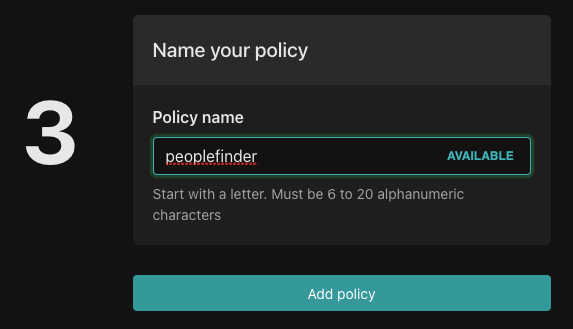 Name your policy
3
Policy name
peoplefinder AVAILABLE
Start with a letter. Must be 6 to 20 alphanumeric
characters
Add policy